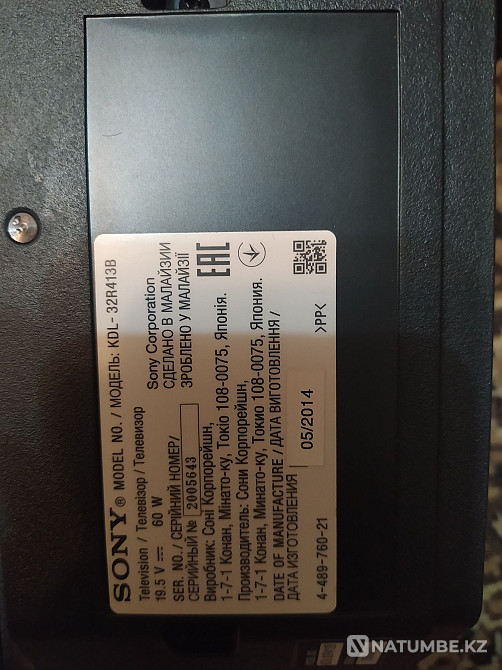 SONY® MODEL NO. / МОДЕЛЬ: KDL- 32R413B
Television / Телевізор / Телевизор
19.5 V 60 W
Sony Corporation
СДЕЛАНО В МАЛАЙЗИИ
ЗРОБЛЕНО У МАЛАЙЗІЇ
SER. NO. / СЕРІЙНИЙ НОМЕР/
СЕРИЙНЫЙ № 2005643
EAC
Виробник: Соні Корпорейшн,
1-7-1 Конан, Мінато-ку, Токіо 108-0075, Японія.
Производитель: Сони Корпорейшн,
1-7-1 Конан, Минато-ку, Токио 108-0075, Япония.
DATE OF MANUFACTURE / ДАТА ВИГОТОВЛЕННЯ /
ДАТА ИЗГОТОВЛЕНИЯ 05/2014
4-489-760-21 >PP<
NATUMBE.KZ